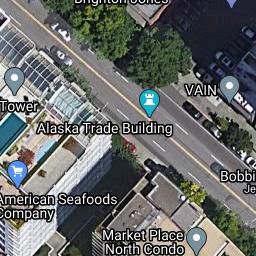 Brighton Jones
VAIN
Tower
Alaska Trade Building
Bobbi
Je
American Seafoods
Company
Market Place
North Condo